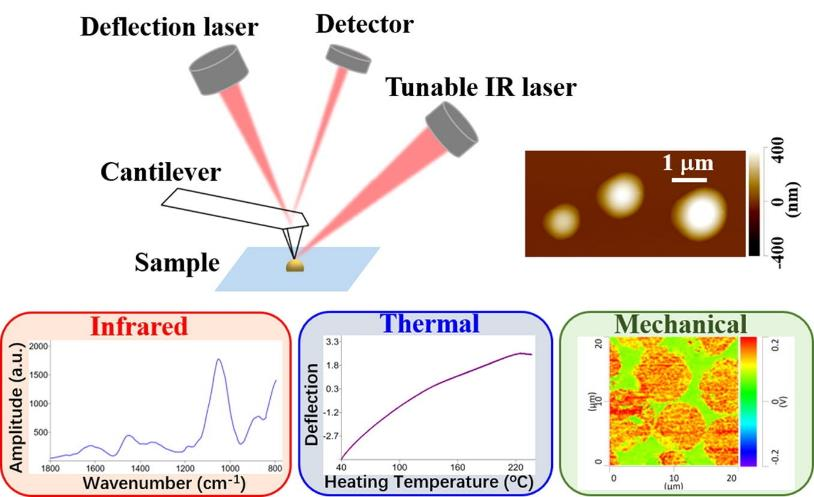 Deflection laser
Detector
Tunable IR laser
Cantilever
Sample
1 μm
400
0
-400
(nm)
Infrared
Amplitude (a.u.)
2000
1500
1000
500
1800 1600 1400 1200 1000 800
Wavenumber (cm⁻¹)
Thermal
Deflection
3.3
1.8
0.3
-1.2
-2.7
40 100 160 220
Heating Temperature (ºC)
Mechanical
20
10
(μm)
0
0 10 20
(μm)
0.2
0
(V)
-0.2